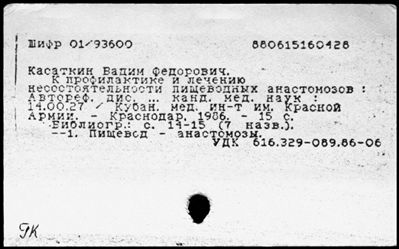 Шифр 01/93600 880615160428
Касаткин Вадим Федорович.
К профилактике и лечению
несостоятельности пищеводных анастомозов :
Автореф. дис. ... канд. мед. наук :
14.00.27 / Кубан. мед. ин-т им. Красной
Армии. - Краснодар, 1986. - 15 с.
Библиогр.: с. 14-15 (7 назв.).
--1. Пищевод - анастомозы.
УДК 616.329-089.86-06
ГК